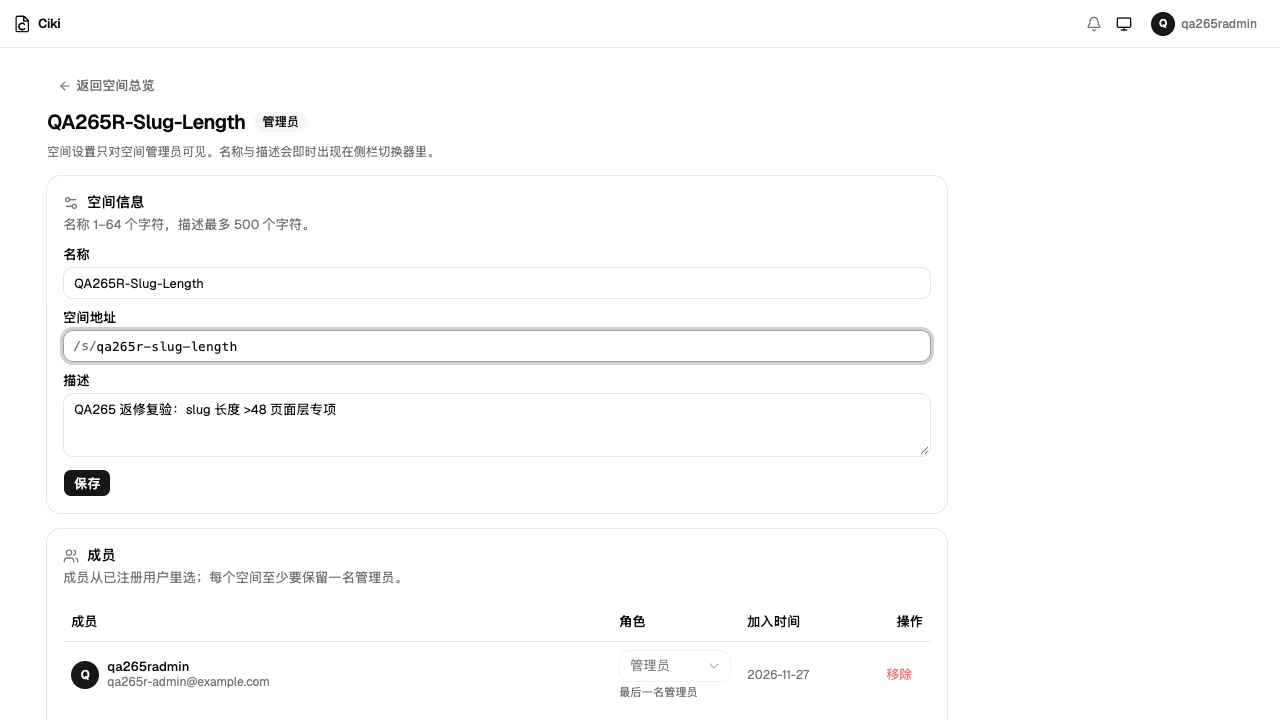 Ciki
Q qa265radmin
返回空间总览
QA265R-Slug-Length 管理员
空间设置只对空间管理员可见。名称与描述会即时出现在侧栏切换器里。
空间信息
名称 1–64 个字符，描述最多 500 个字符。
名称
QA265R-Slug-Length
空间地址
/s/qa265r-slug-length
描述
QA265 返修复验：slug 长度 >48 页面层专项
保存
成员
成员从已注册用户里选；每个空间至少要保留一名管理员。
成员 角色 加入时间 操作
Q qa265radmin 管理员 2026-11-27 移除
qa265r-admin@example.com
最后一名管理员